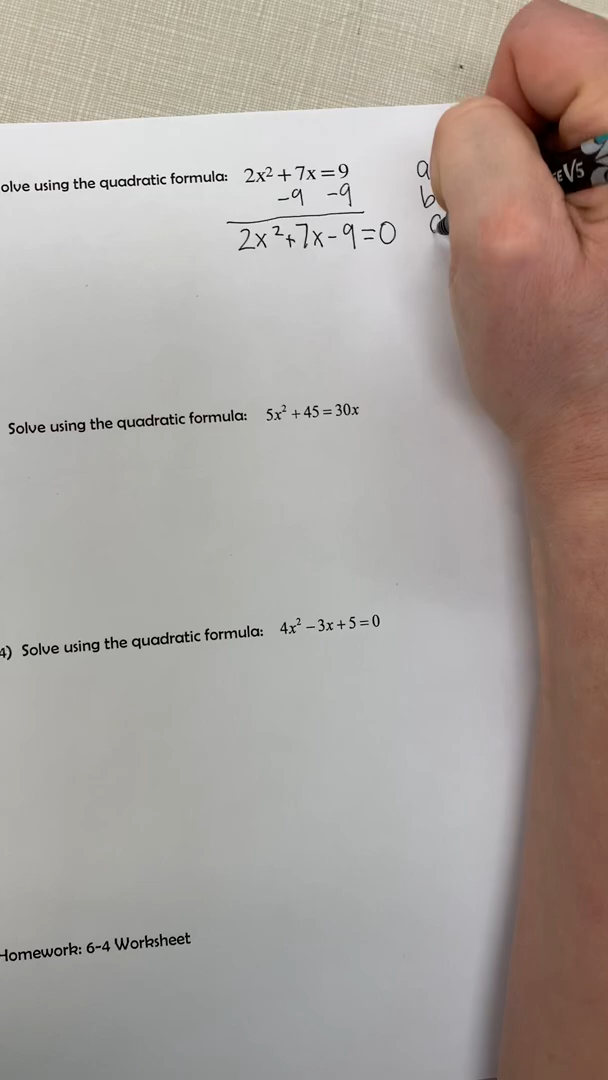 olve using the quadratic formula: 2x² + 7x = 9
a
-9 -9
b
2x²+7x-9=0
c
Solve using the quadratic formula: 5x² + 45 = 30x
4) Solve using the quadratic formula: 4x² − 3x + 5 = 0
Homework: 6-4 Worksheet
V5